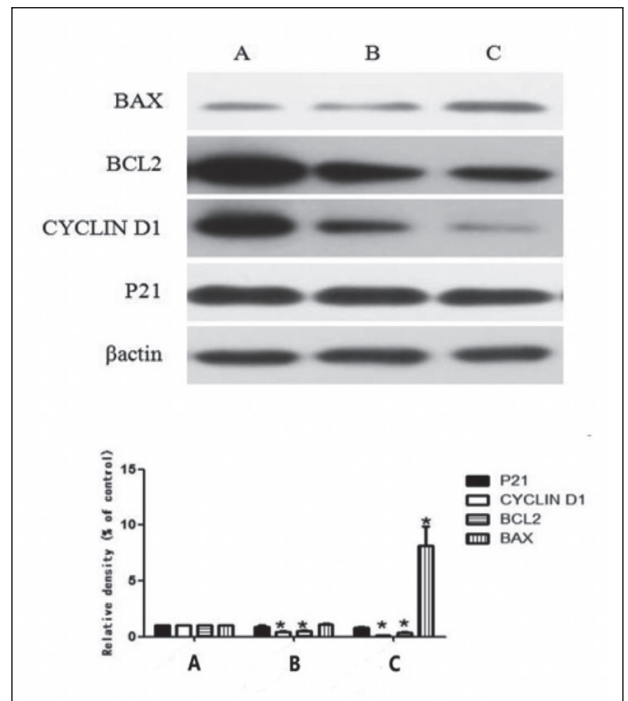 A B C
BAX
BCL2
CYCLIN D1
P21
βactin
Relative density (% of control)
15
10
5
0
* * * * *
A B C
P21
CYCLIN D1
BCL2
BAX